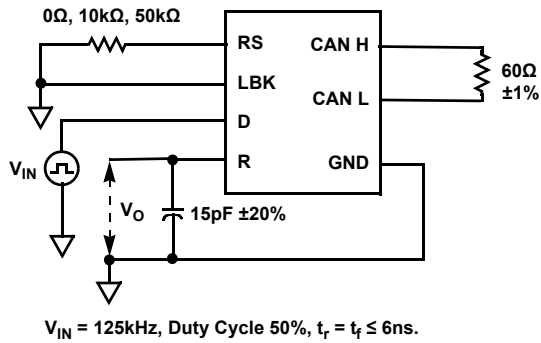 0Ω, 10kΩ, 50kΩ
RS
CAN H
LBK
60Ω
±1%
CAN L
D
VIN
R
GND
VO
15pF ±20%
VIN = 125kHz, Duty Cycle 50%, tr = tf ≤ 6ns.